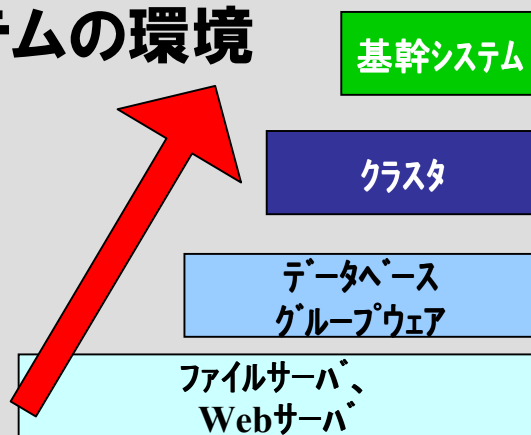 テムの環境
基幹システム
クラスタ
データベース
グループウェア
ファイルサーバ、
Webサーバ